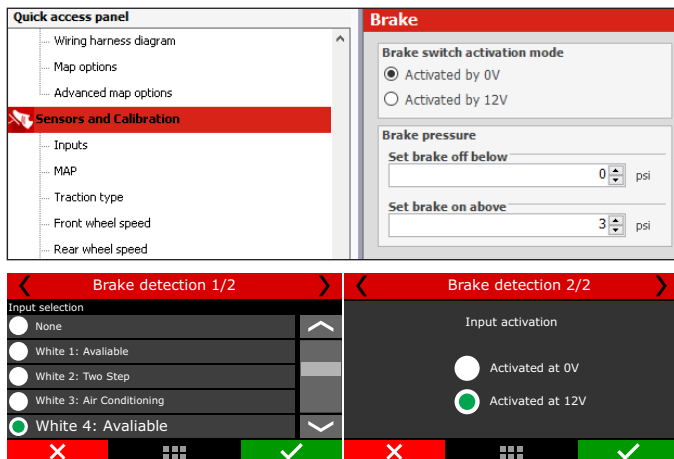 Quick access panel
Wiring harness diagram
Map options
Advanced map options
Sensors and Calibration
Inputs
MAP
Traction type
Front wheel speed
Rear wheel speed
Brake
Brake switch activation mode
Activated by 0V
Activated by 12V
Brake pressure
Set brake off below
0 psi
Set brake on above
3 psi
Brake detection 1/2
Input selection
None
White 1: Avaliable
White 2: Two Step
White 3: Air Conditioning
White 4: Avaliable
Brake detection 2/2
Input activation
Activated at 0V
Activated at 12V